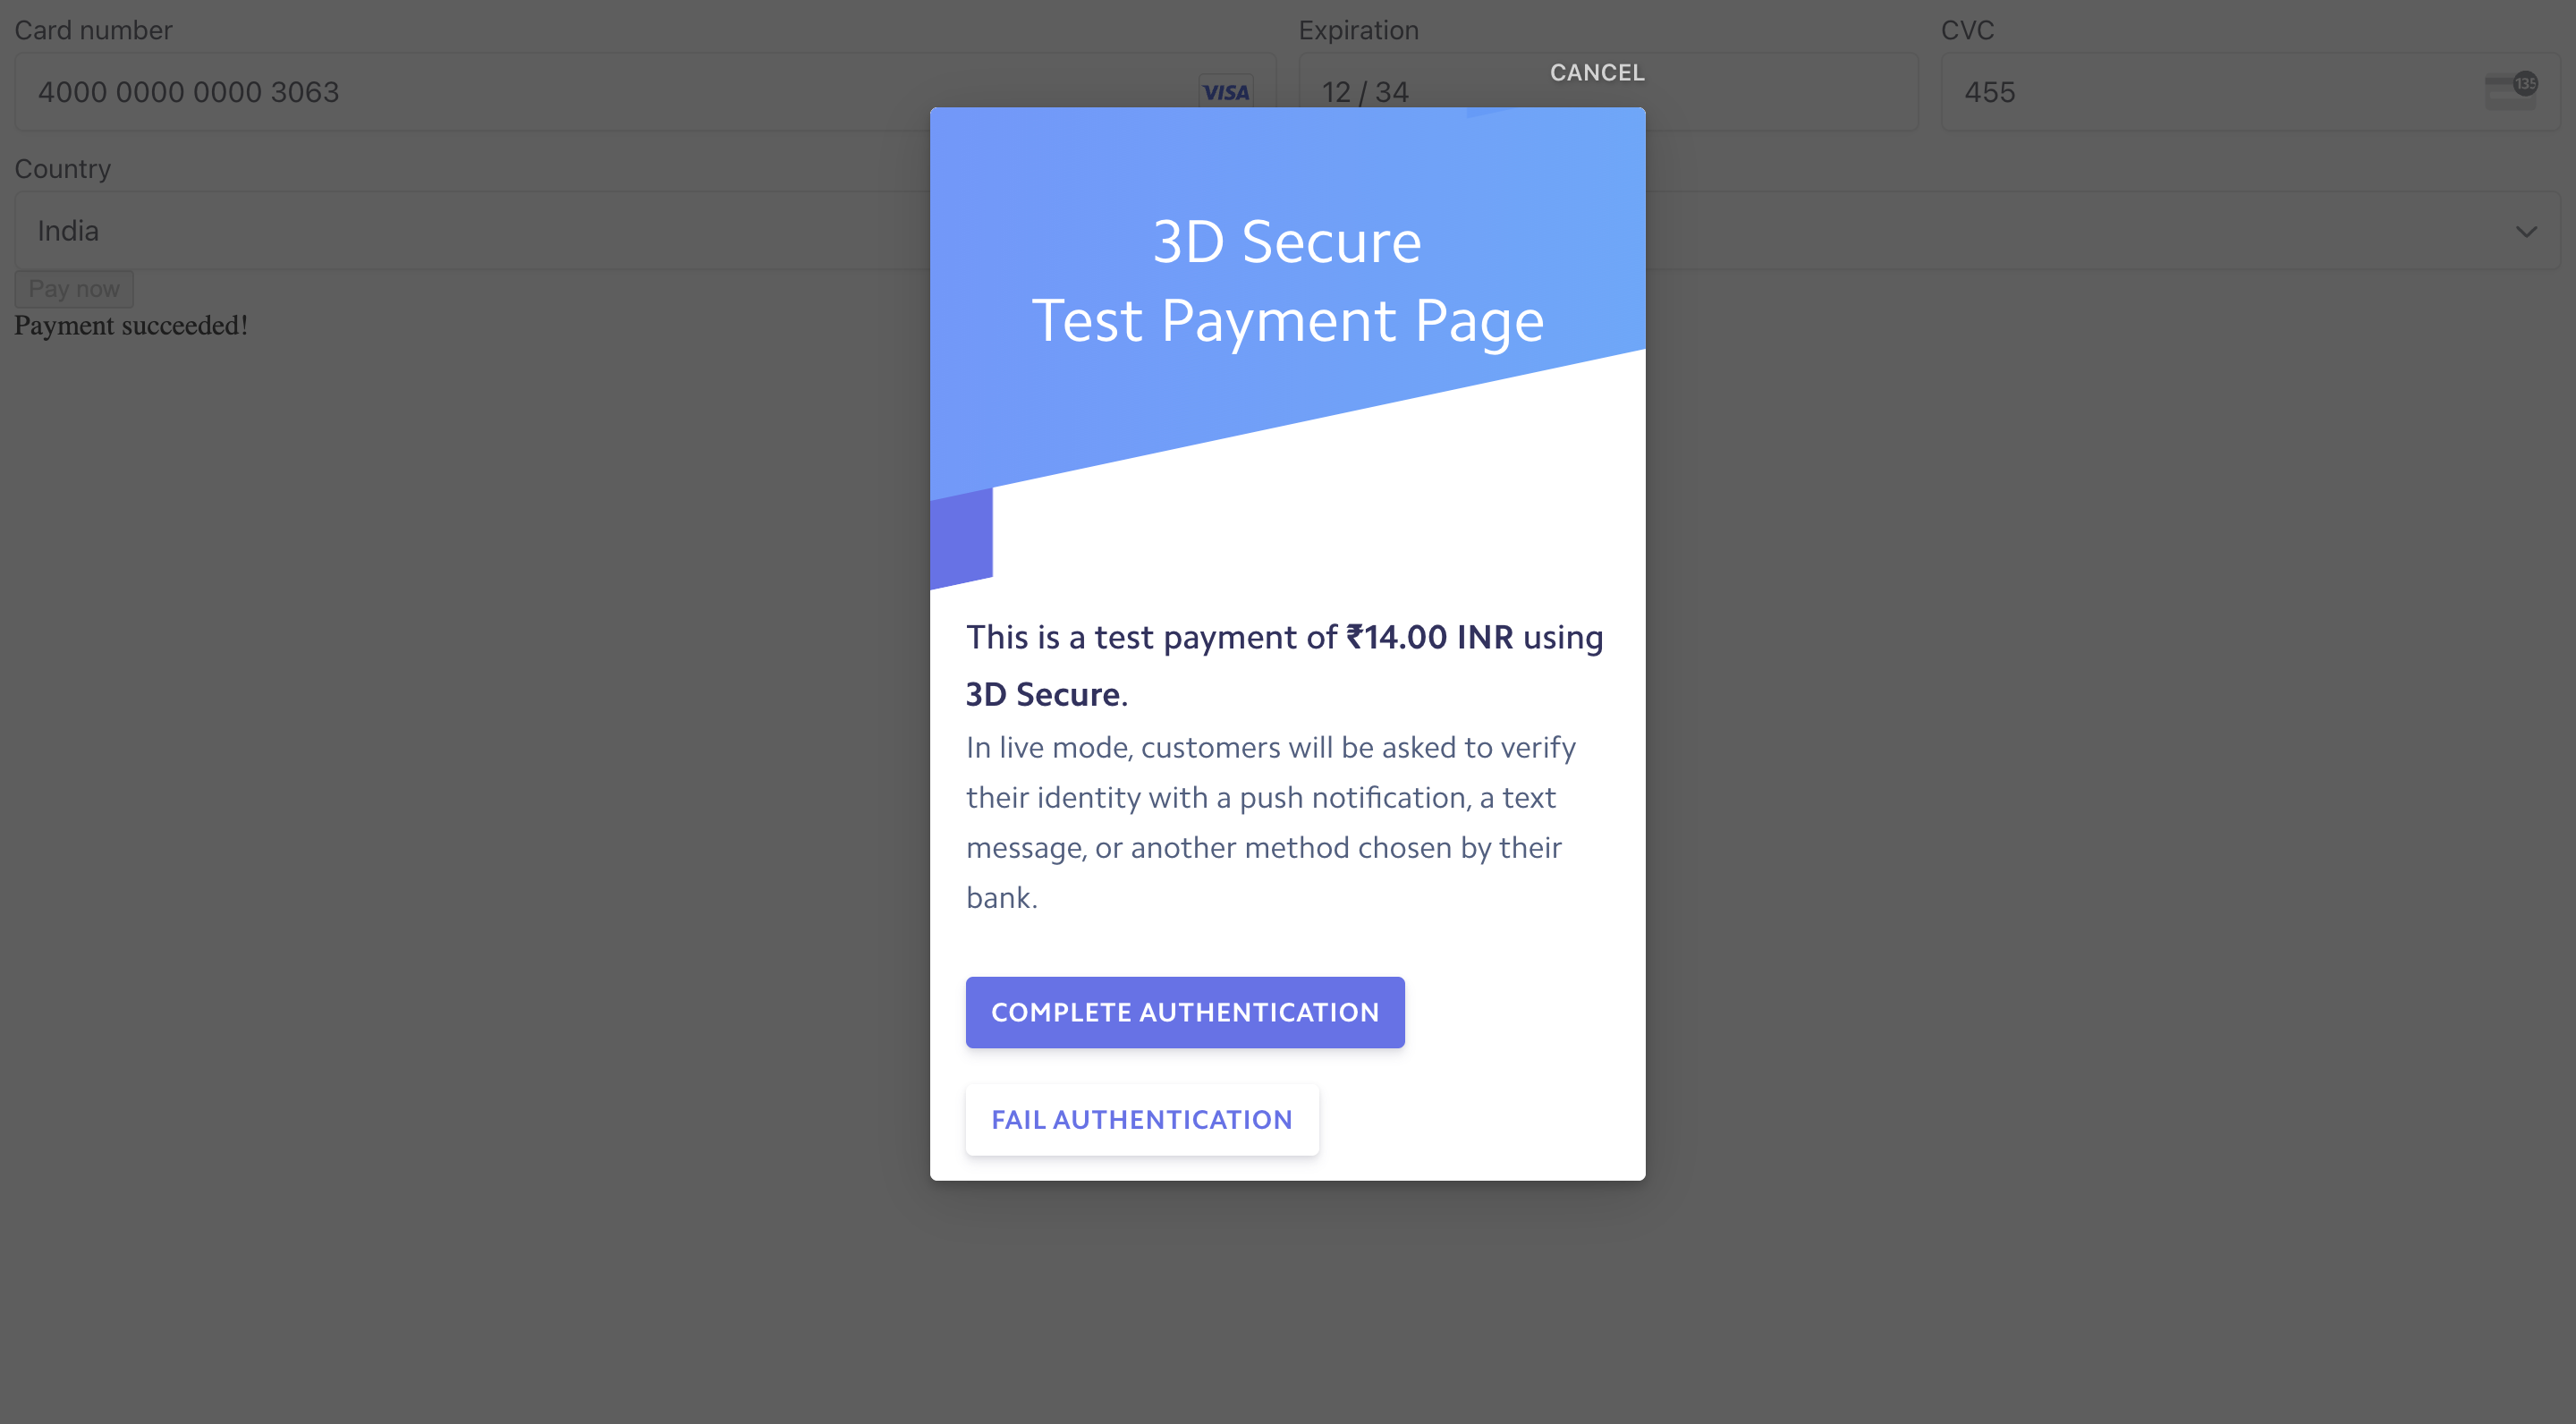 Card number
Expiration
CVC
4000 0000 0000 3063
VISA
12 / 34
455
135
CANCEL
Country
India
Pay now
Payment succeeded!
3D Secure
Test Payment Page
This is a test payment of ₹14.00 INR using
3D Secure.
In live mode, customers will be asked to verify
their identity with a push notification, a text
message, or another method chosen by their
bank.
COMPLETE AUTHENTICATION
FAIL AUTHENTICATION